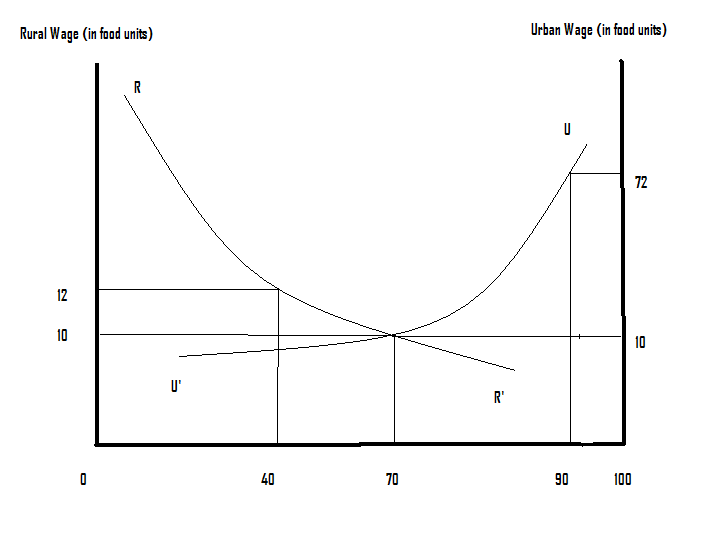 Rural Wage (in food units)
Urban Wage (in food units)
R
U
72
12
10
10
U'
R'
0
40
70
90
100